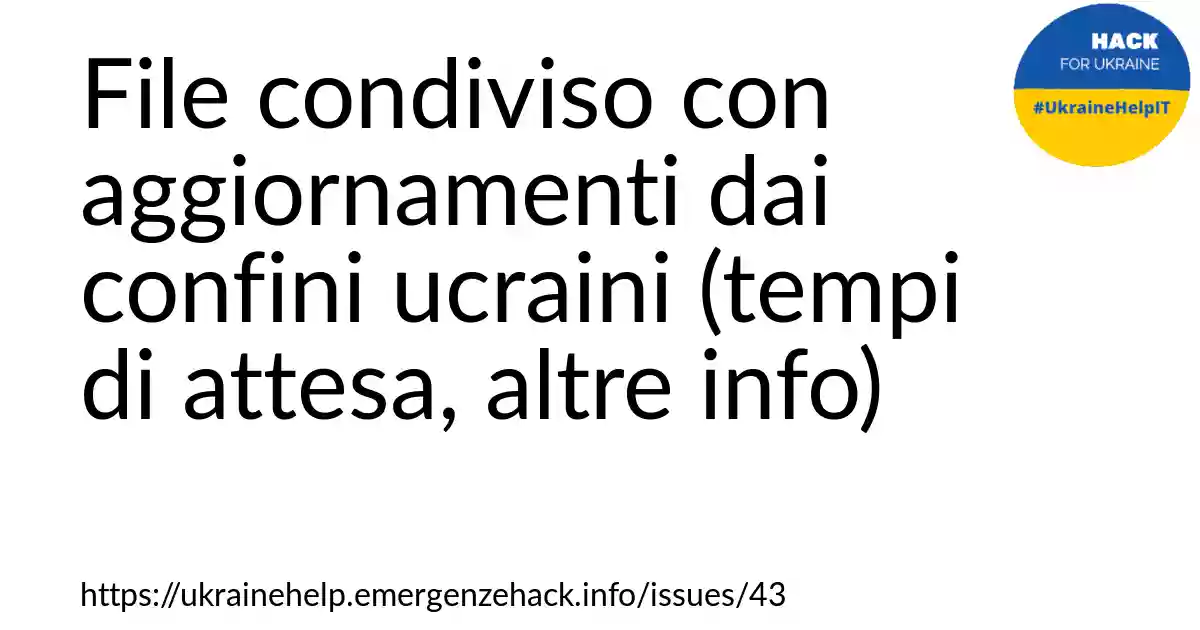 HACK
FOR UKRAINE
#UkraineHelpIT
File condiviso con
aggiornamenti dai
confini ucraini (tempi
di attesa, altre info)
https://ukrainehelp.emergenzehack.info/issues/43